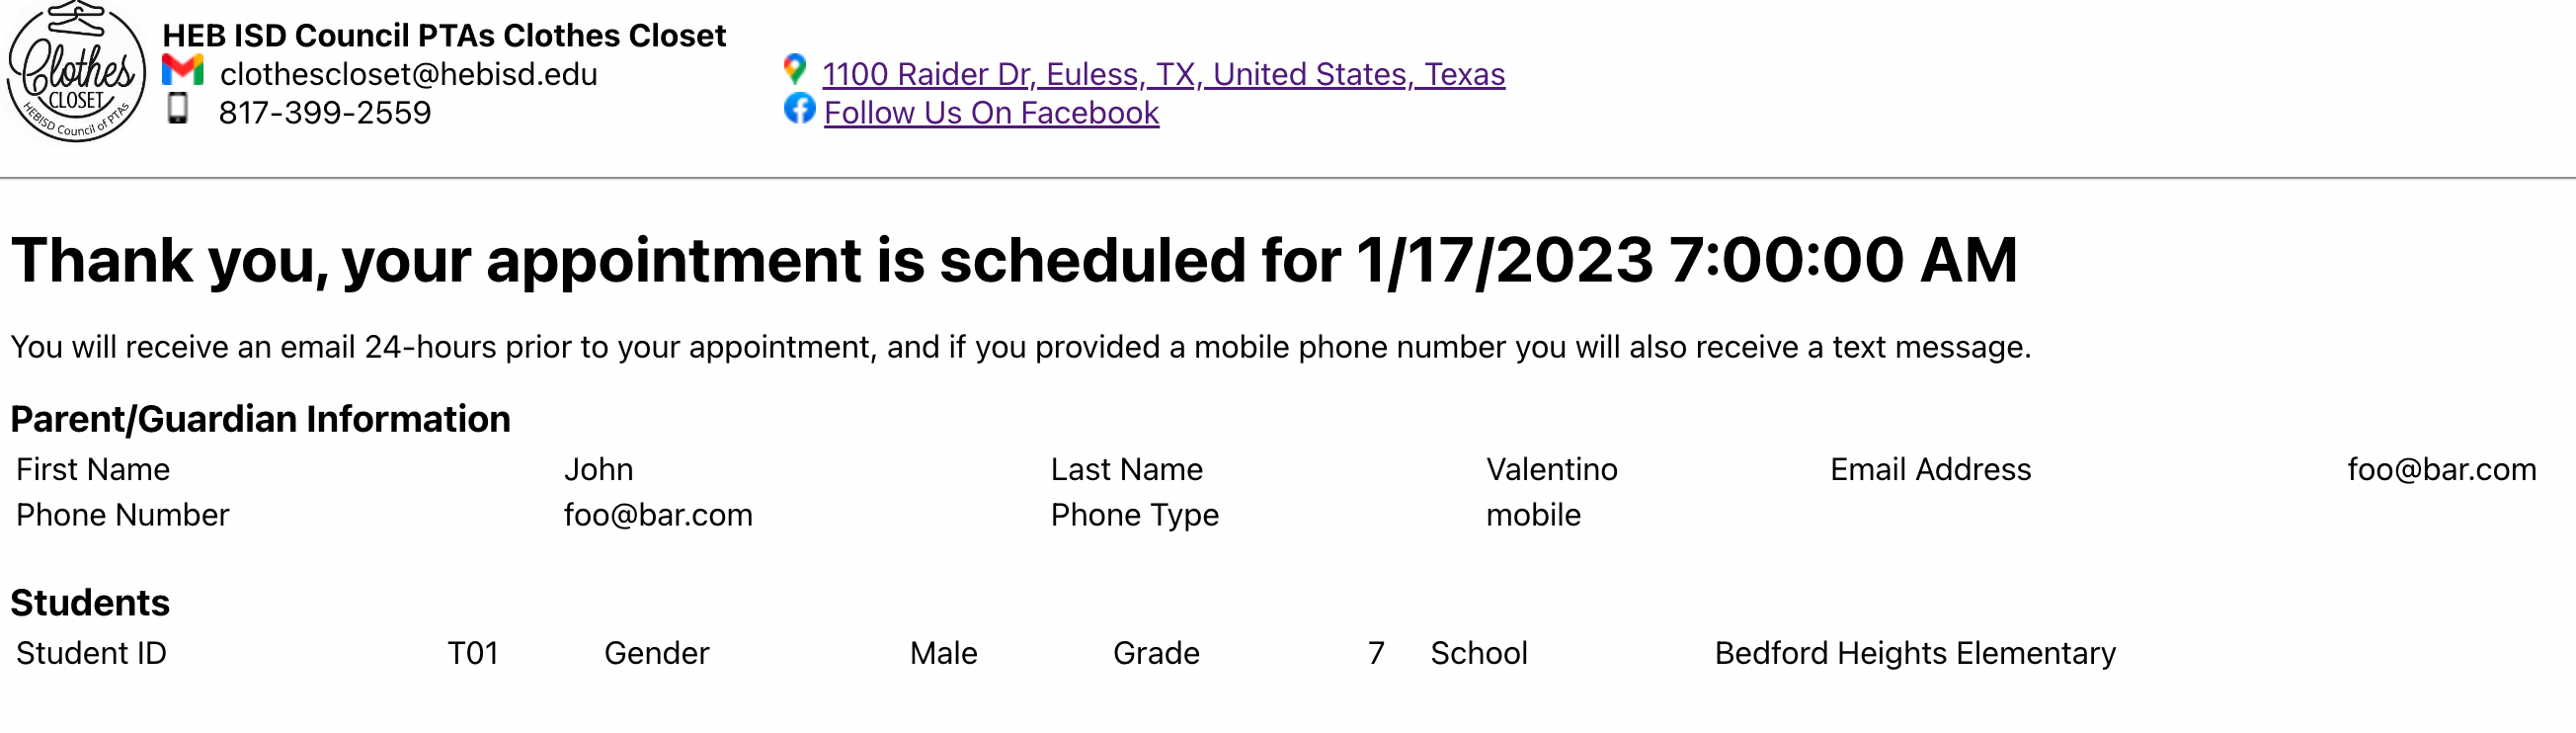 Clothes
CLOSET
HEBISD Council of PTAs
HEB ISD Council PTAs Clothes Closet
clothescloset@hebisd.edu
1100 Raider Dr, Euless, TX, United States, Texas
817-399-2559
Follow Us On Facebook
Thank you, your appointment is scheduled for 1/17/2023 7:00:00 AM
You will receive an email 24-hours prior to your appointment, and if you provided a mobile phone number you will also receive a text message.
Parent/Guardian Information
First Name John Last Name Valentino Email Address foo@bar.com
Phone Number foo@bar.com Phone Type mobile
Students
Student ID T01 Gender Male Grade 7 School Bedford Heights Elementary